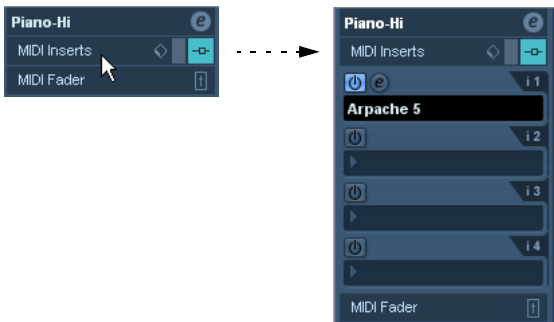 Piano-Hi e
MIDI Inserts
MIDI Fader
Piano-Hi e
MIDI Inserts
e i 1
Arpache 5
i 2
i 3
i 4
MIDI Fader